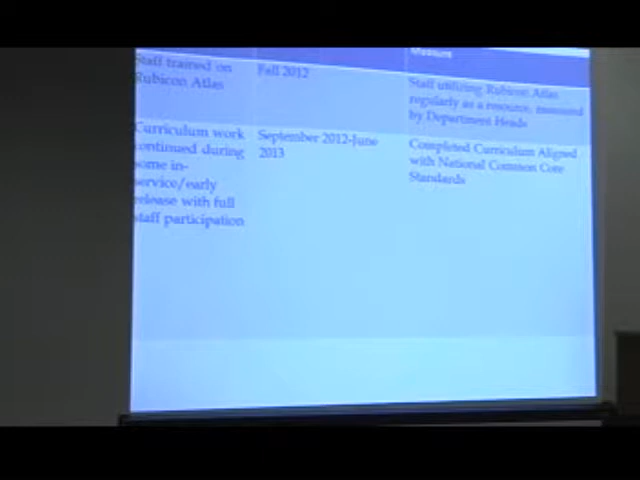 Measure
Staff trained on
Rubicon Atlas
Fall 2012
Staff utilizing Rubicon Atlas
regularly as a resource, measured
by Department Heads
Curriculum work
continued during
some in-
service/early
release with full
staff participation
September 2012-June
2013
Completed Curriculum Aligned
with National Common Core
Standards